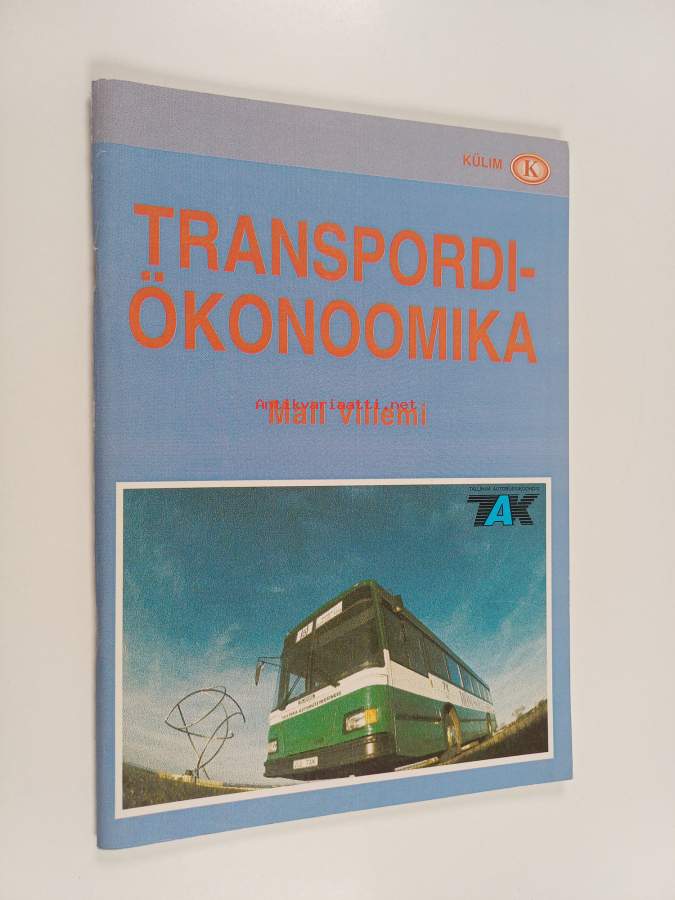 KÜLIM K
TRANSPORDI-
ÖKONOOMIKA
Antikvariaatti.net
Mall Villemi
TALLINNA AUTOBUSSIKOONDIS
TAK